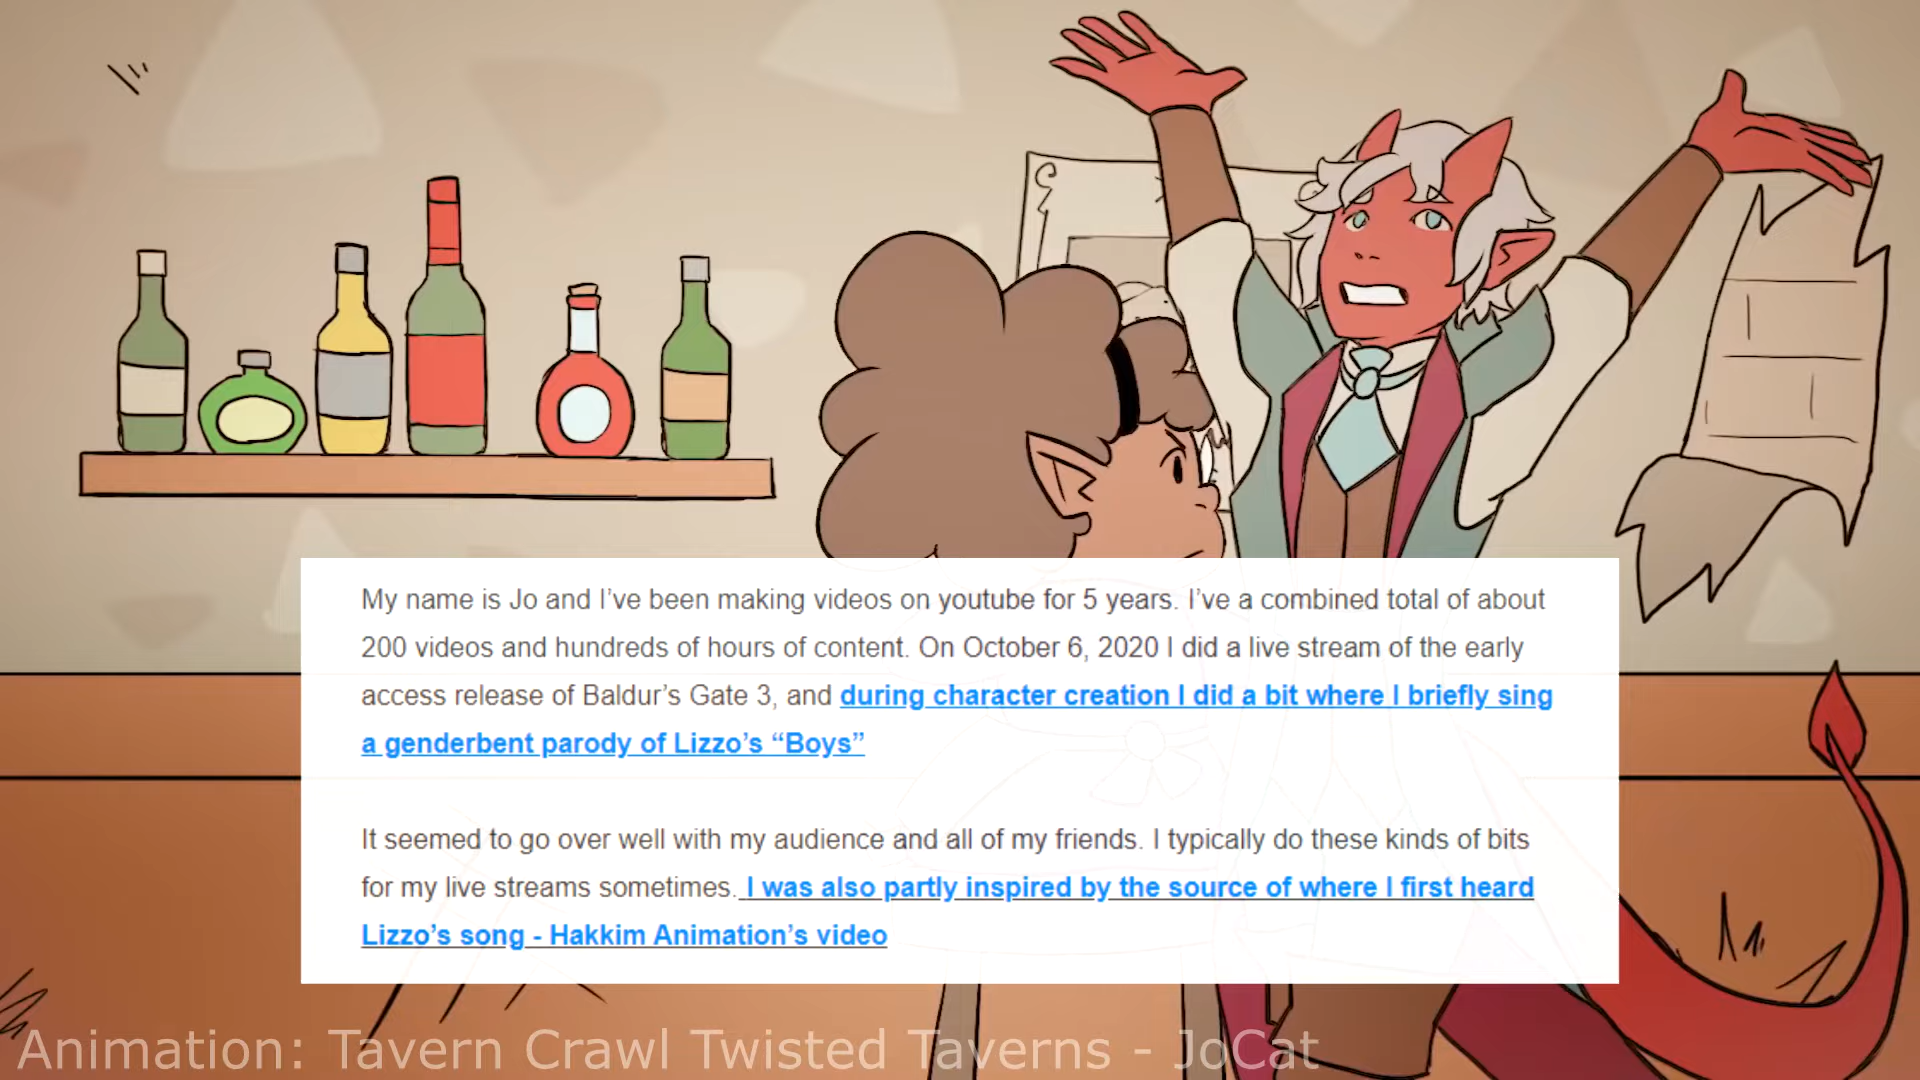 My name is Jo and I’ve been making videos on youtube for 5 years. I’ve a combined total of about
200 videos and hundreds of hours of content. On October 6, 2020 I did a live stream of the early
access release of Baldur’s Gate 3, and during character creation I did a bit where I briefly sing
a genderbent parody of Lizzo’s “Boys”
It seemed to go over well with my audience and all of my friends. I typically do these kinds of bits
for my live streams sometimes. I was also partly inspired by the source of where I first heard
Lizzo’s song - Hakkim Animation’s video
Animation: Tavern Crawl Twisted Taverns - JoCat